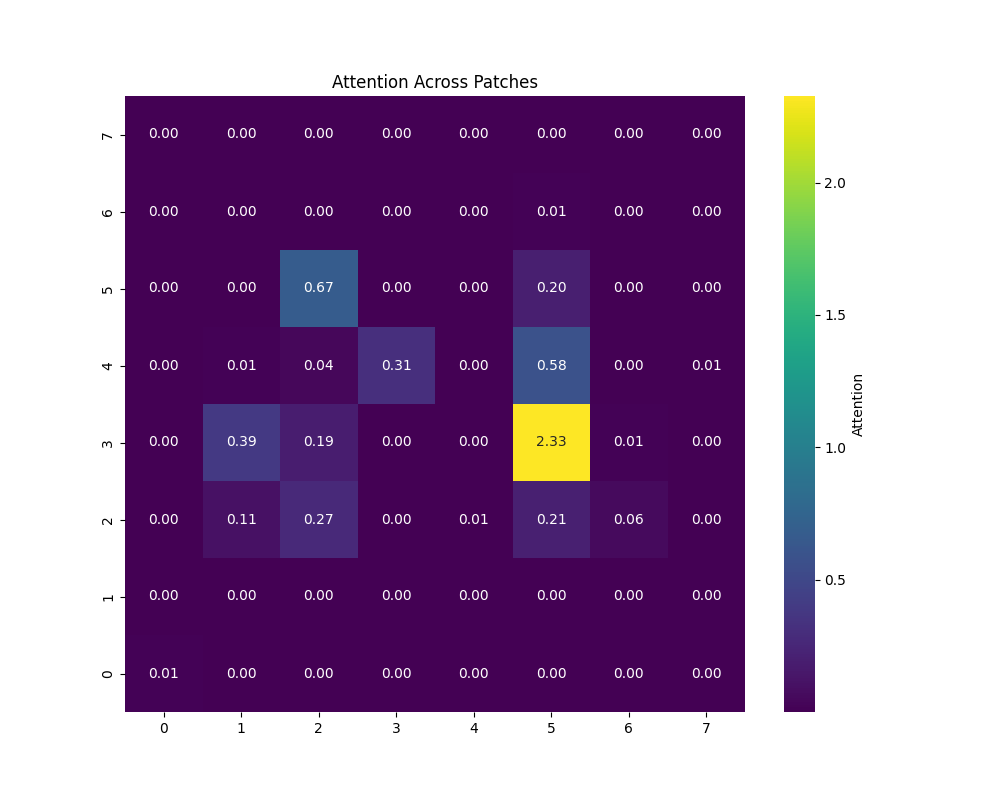 Attention Across Patches
7 0.00 0.00 0.00 0.00 0.00 0.00 0.00 0.00
6 0.00 0.00 0.00 0.00 0.00 0.01 0.00 0.00
5 0.00 0.00 0.67 0.00 0.00 0.20 0.00 0.00
4 0.00 0.01 0.04 0.31 0.00 0.58 0.00 0.01
3 0.00 0.39 0.19 0.00 0.00 2.33 0.01 0.00
2 0.00 0.11 0.27 0.00 0.01 0.21 0.06 0.00
1 0.00 0.00 0.00 0.00 0.00 0.00 0.00 0.00
0 0.01 0.00 0.00 0.00 0.00 0.00 0.00 0.00
0 1 2 3 4 5 6 7
2.0
1.5
1.0
0.5
Attention